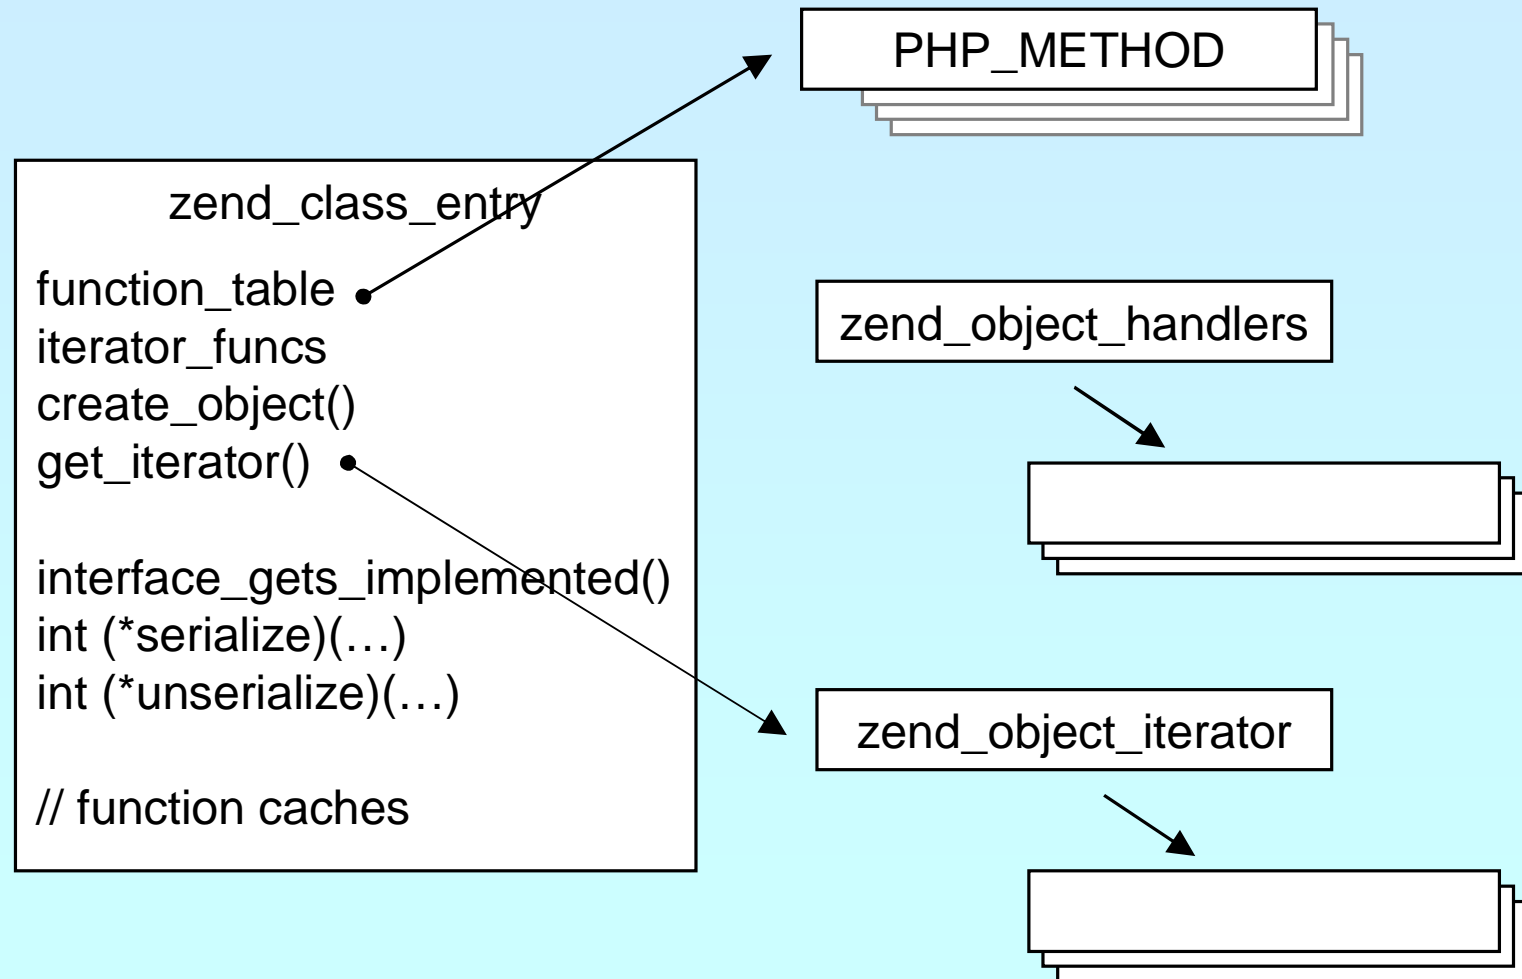 PHP_METHOD
zend_class_entry
function_table
iterator_funcs
create_object()
get_iterator()
interface_gets_implemented()
int (*serialize)(…)
int (*unserialize)(…)
// function caches
zend_object_handlers
zend_object_iterator